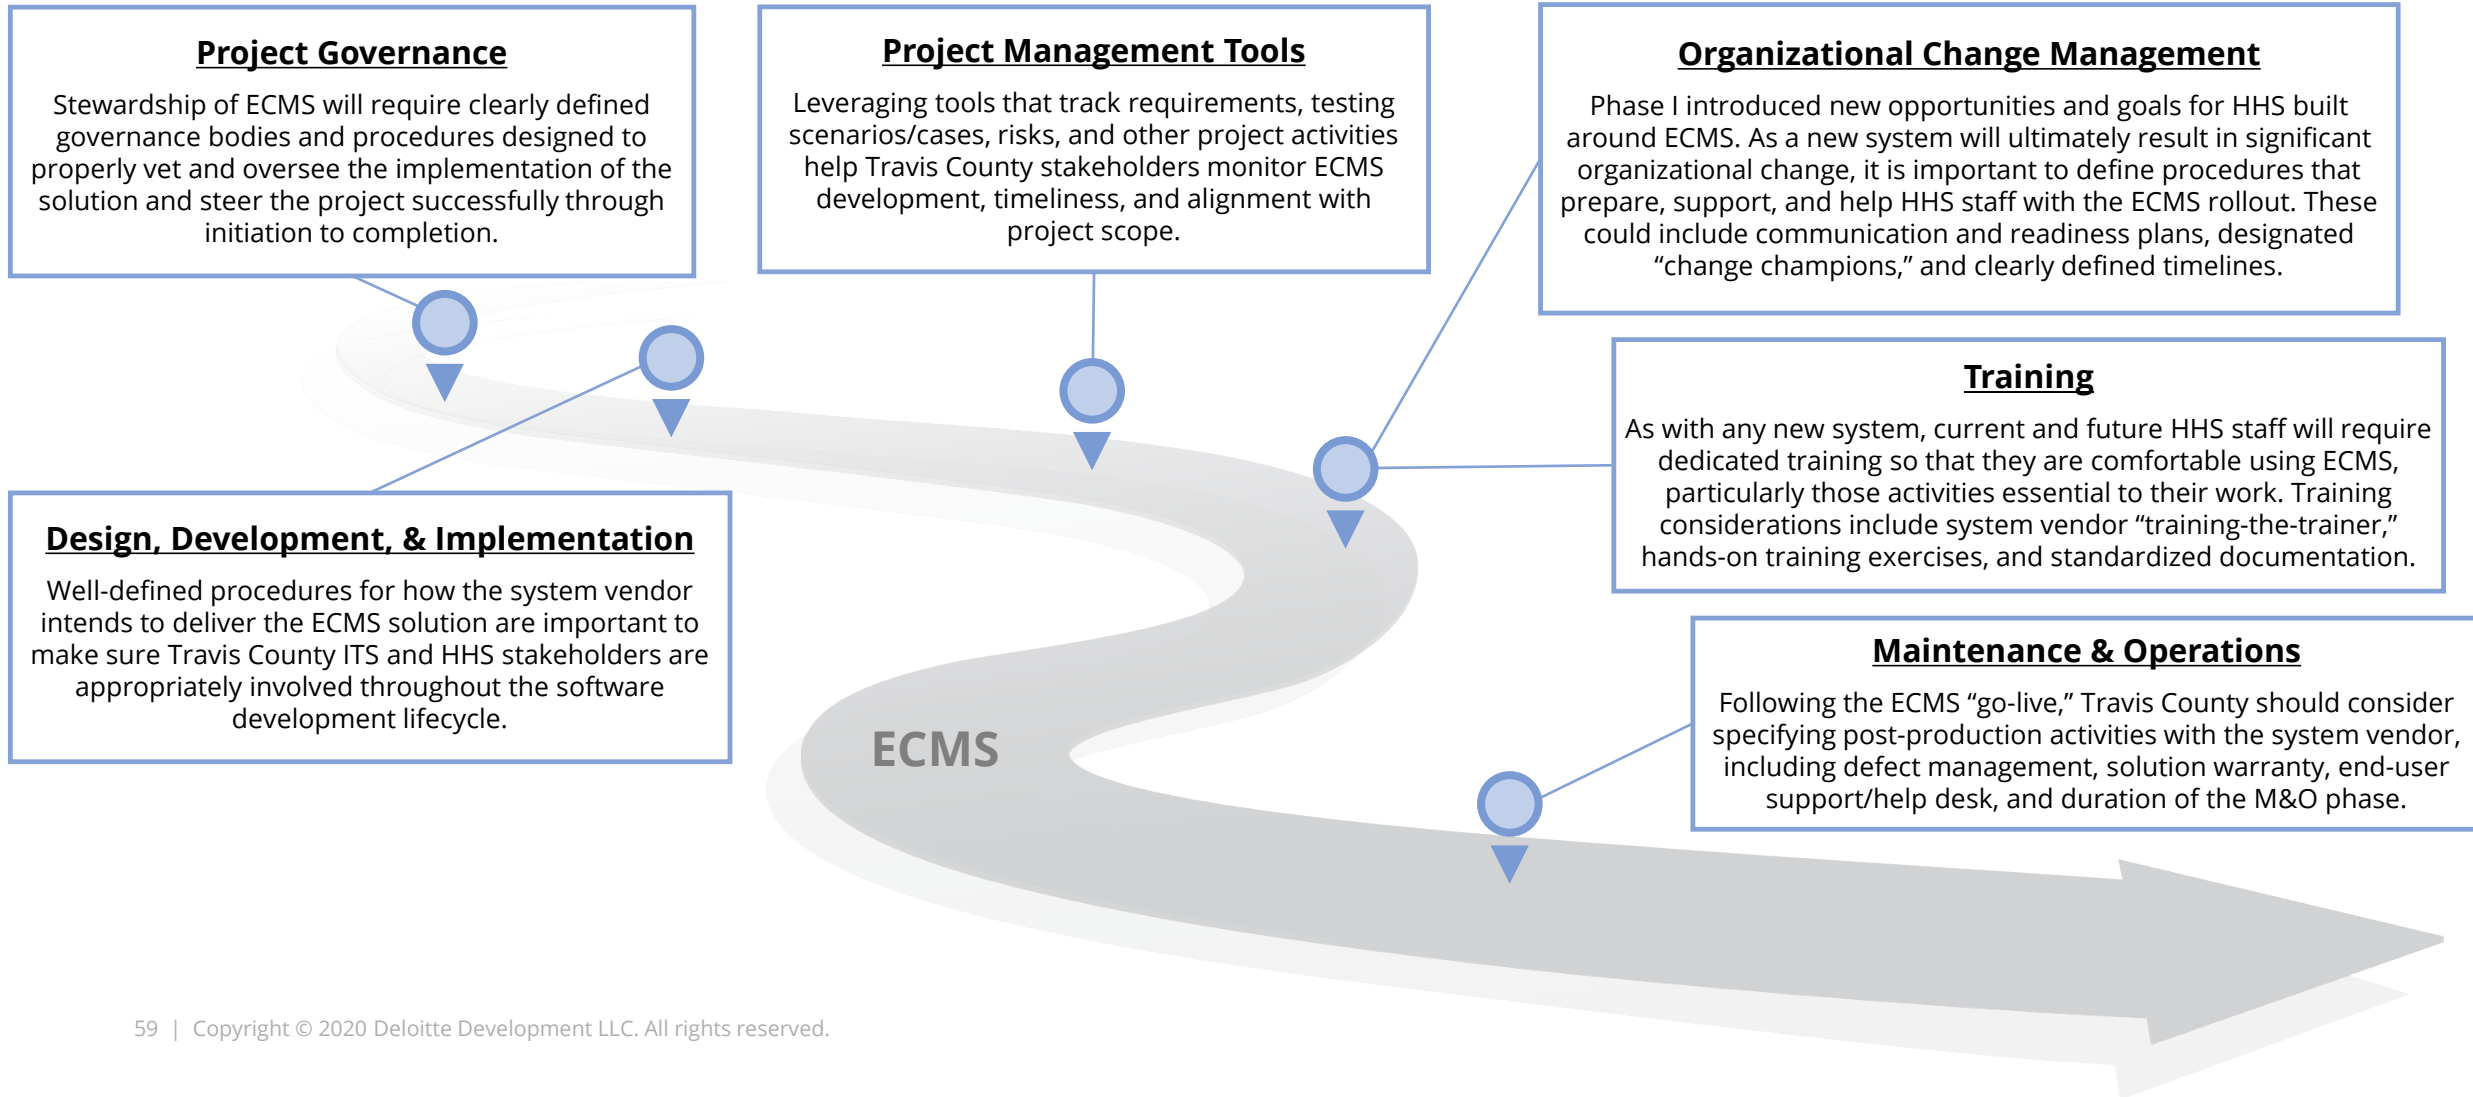 Project Governance
Stewardship of ECMS will require clearly defined
governance bodies and procedures designed to
properly vet and oversee the implementation of the
solution and steer the project successfully through
initiation to completion.
Project Management Tools
Leveraging tools that track requirements, testing
scenarios/cases, risks, and other project activities
help Travis County stakeholders monitor ECMS
development, timeliness, and alignment with
project scope.
Organizational Change Management
Phase I introduced new opportunities and goals for HHS built
around ECMS. As a new system will ultimately result in significant
organizational change, it is important to define procedures that
prepare, support, and help HHS staff with the ECMS rollout. These
could include communication and readiness plans, designated
“change champions,” and clearly defined timelines.
Training
As with any new system, current and future HHS staff will require
dedicated training so that they are comfortable using ECMS,
particularly those activities essential to their work. Training
considerations include system vendor “training-the-trainer,”
hands-on training exercises, and standardized documentation.
Design, Development, & Implementation
Well-defined procedures for how the system vendor
intends to deliver the ECMS solution are important to
make sure Travis County ITS and HHS stakeholders are
appropriately involved throughout the software
development lifecycle.
Maintenance & Operations
Following the ECMS “go-live,” Travis County should consider
specifying post-production activities with the system vendor,
including defect management, solution warranty, end-user
support/help desk, and duration of the M&O phase.
ECMS
59 | Copyright © 2020 Deloitte Development LLC. All rights reserved.